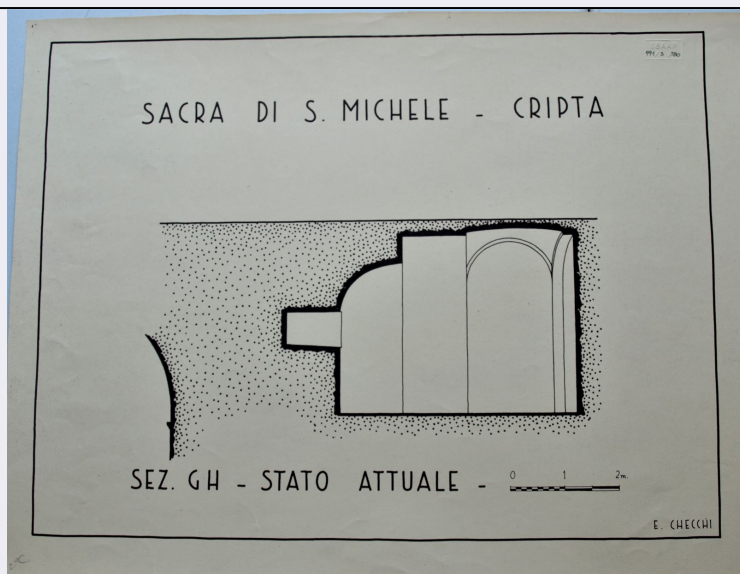 SACRA DI S. MICHELE - CRIPTA
SEZ. GH - STATO ATTUALE -
0 1 2m.
E. CHECCHI